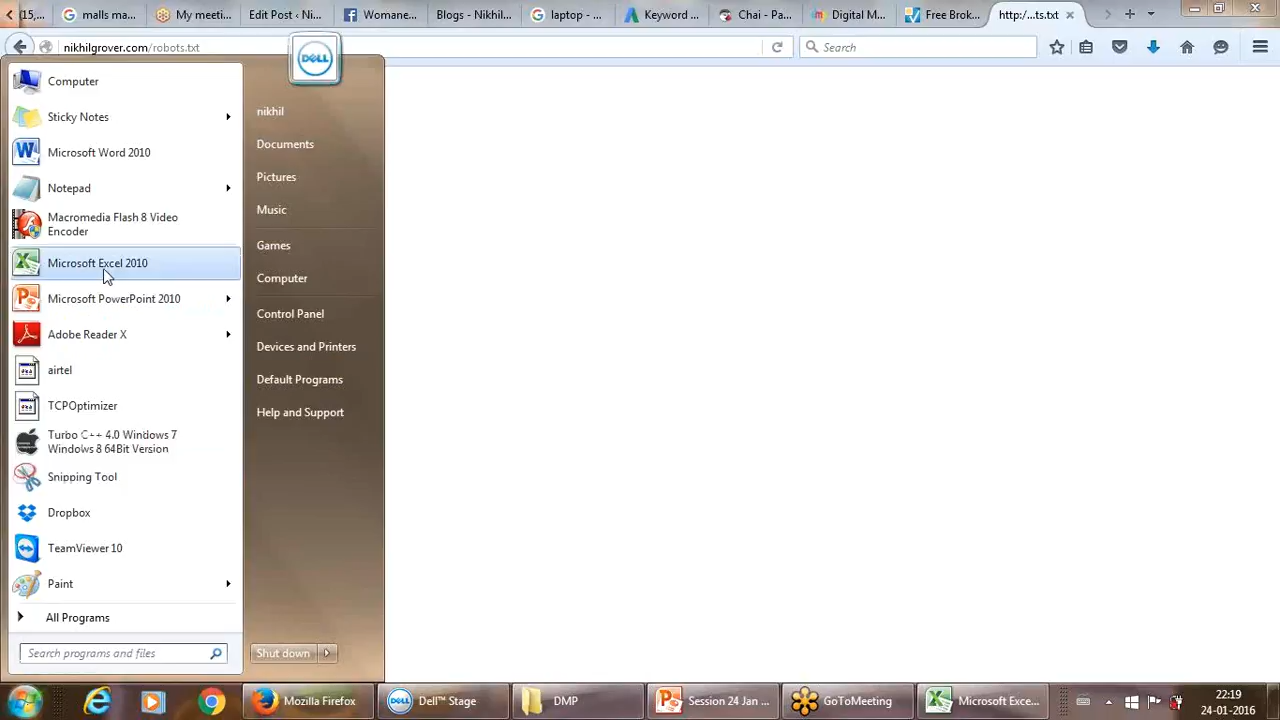 15,...
malls ma...
My meeti...
Edit Post ‹ Ni...
Womane...
Blogs - Nikhil...
laptop - ...
Keyword ...
Chai - Pa...
Digital M...
Free Brok...
http:/...ts.txt
nikhilgrover.com/robots.txt
Search
DELL
Computer
Sticky Notes
Microsoft Word 2010
Notepad
Macromedia Flash 8 Video
Encoder
Microsoft Excel 2010
Microsoft PowerPoint 2010
Adobe Reader X
airtel
TCPOptimizer
Turbo C++ 4.0 Windows 7
Windows 8 64Bit Version
Snipping Tool
Dropbox
TeamViewer 10
Paint
All Programs
Search programs and files
nikhil
Documents
Pictures
Music
Games
Computer
Control Panel
Devices and Printers
Default Programs
Help and Support
Shut down
Mozilla Firefox
Dell™ Stage
DMP
Session 24 Jan ...
GoToMeeting
Microsoft Exce...
22:19
24-01-2016